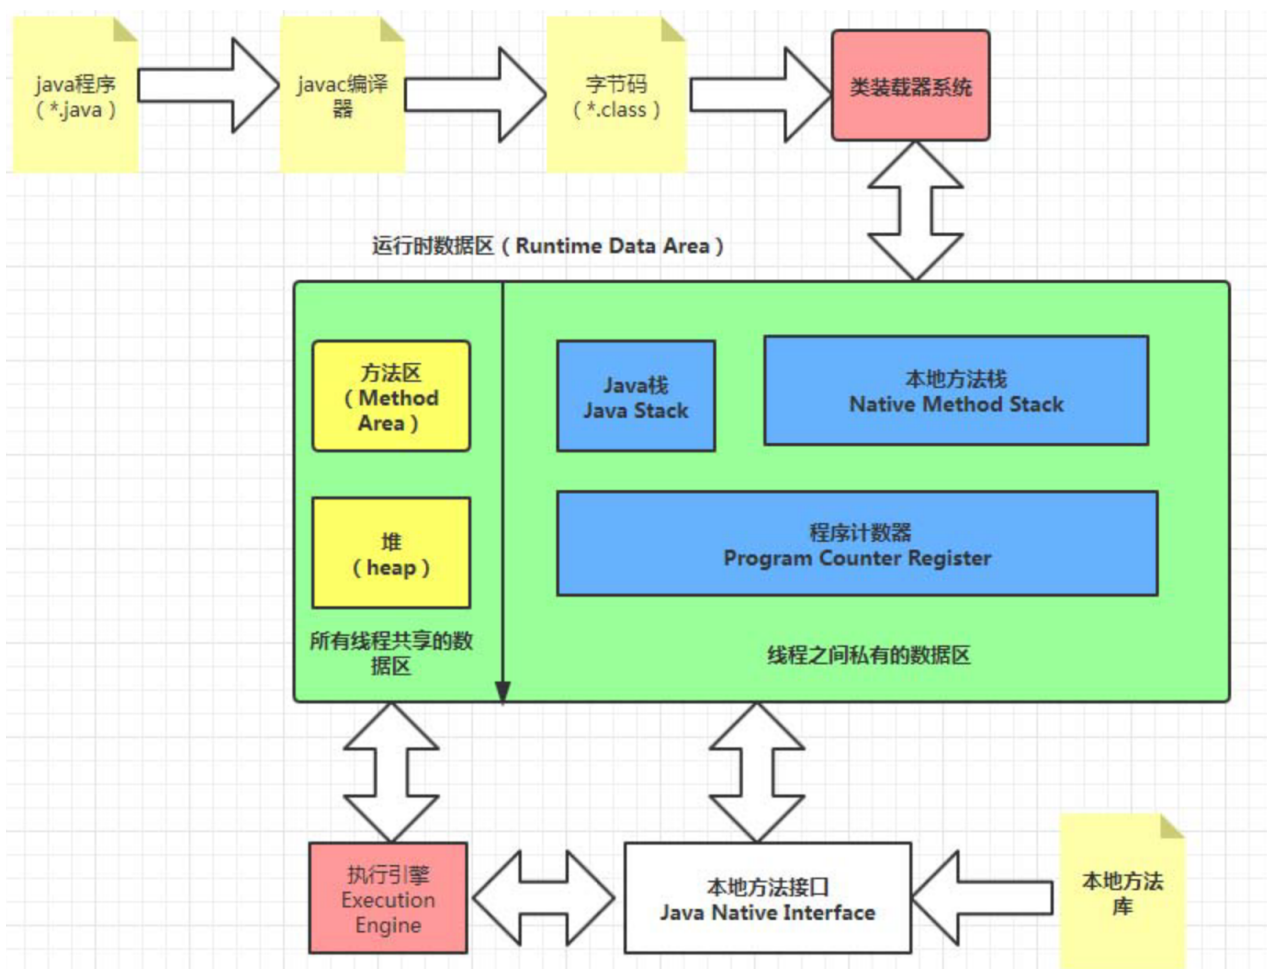 java程序
（*.java）
javac编译
器
字节码
（*.class）
类装载器系统
运行时数据区（Runtime Data Area）
方法区
（Method
Area）
Java栈
Java Stack
本地方法栈
Native Method Stack
堆
（heap）
程序计数器
Program Counter Register
所有线程共享的数
据区
线程之间私有的数据区
执行引擎
Execution
Engine
本地方法接口
Java Native Interface
本地方法
库